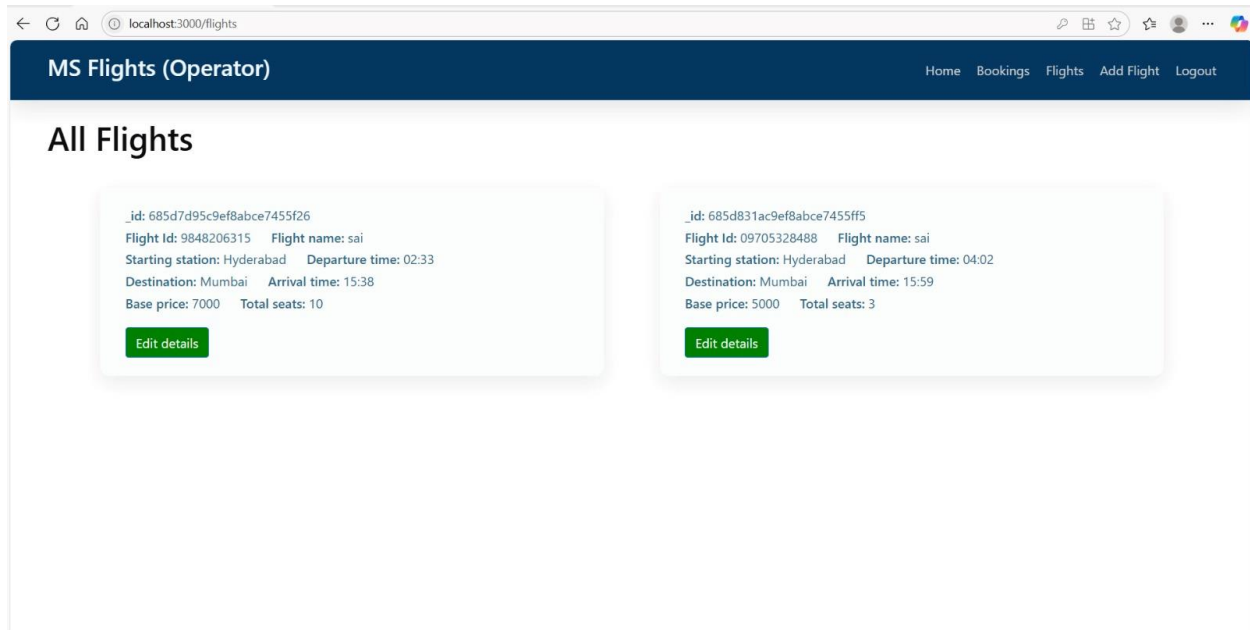 localhost:3000/flights
MS Flights (Operator)
Home Bookings Flights Add Flight Logout
All Flights
_id: 685d7d95c9ef8abce7455f26
Flight Id: 9848206315 Flight name: sai
Starting station: Hyderabad Departure time: 02:33
Destination: Mumbai Arrival time: 15:38
Base price: 7000 Total seats: 10
Edit details
_id: 685d831ac9ef8abce7455ff5
Flight Id: 09705328488 Flight name: sai
Starting station: Hyderabad Departure time: 04:02
Destination: Mumbai Arrival time: 15:59
Base price: 5000 Total seats: 3
Edit details